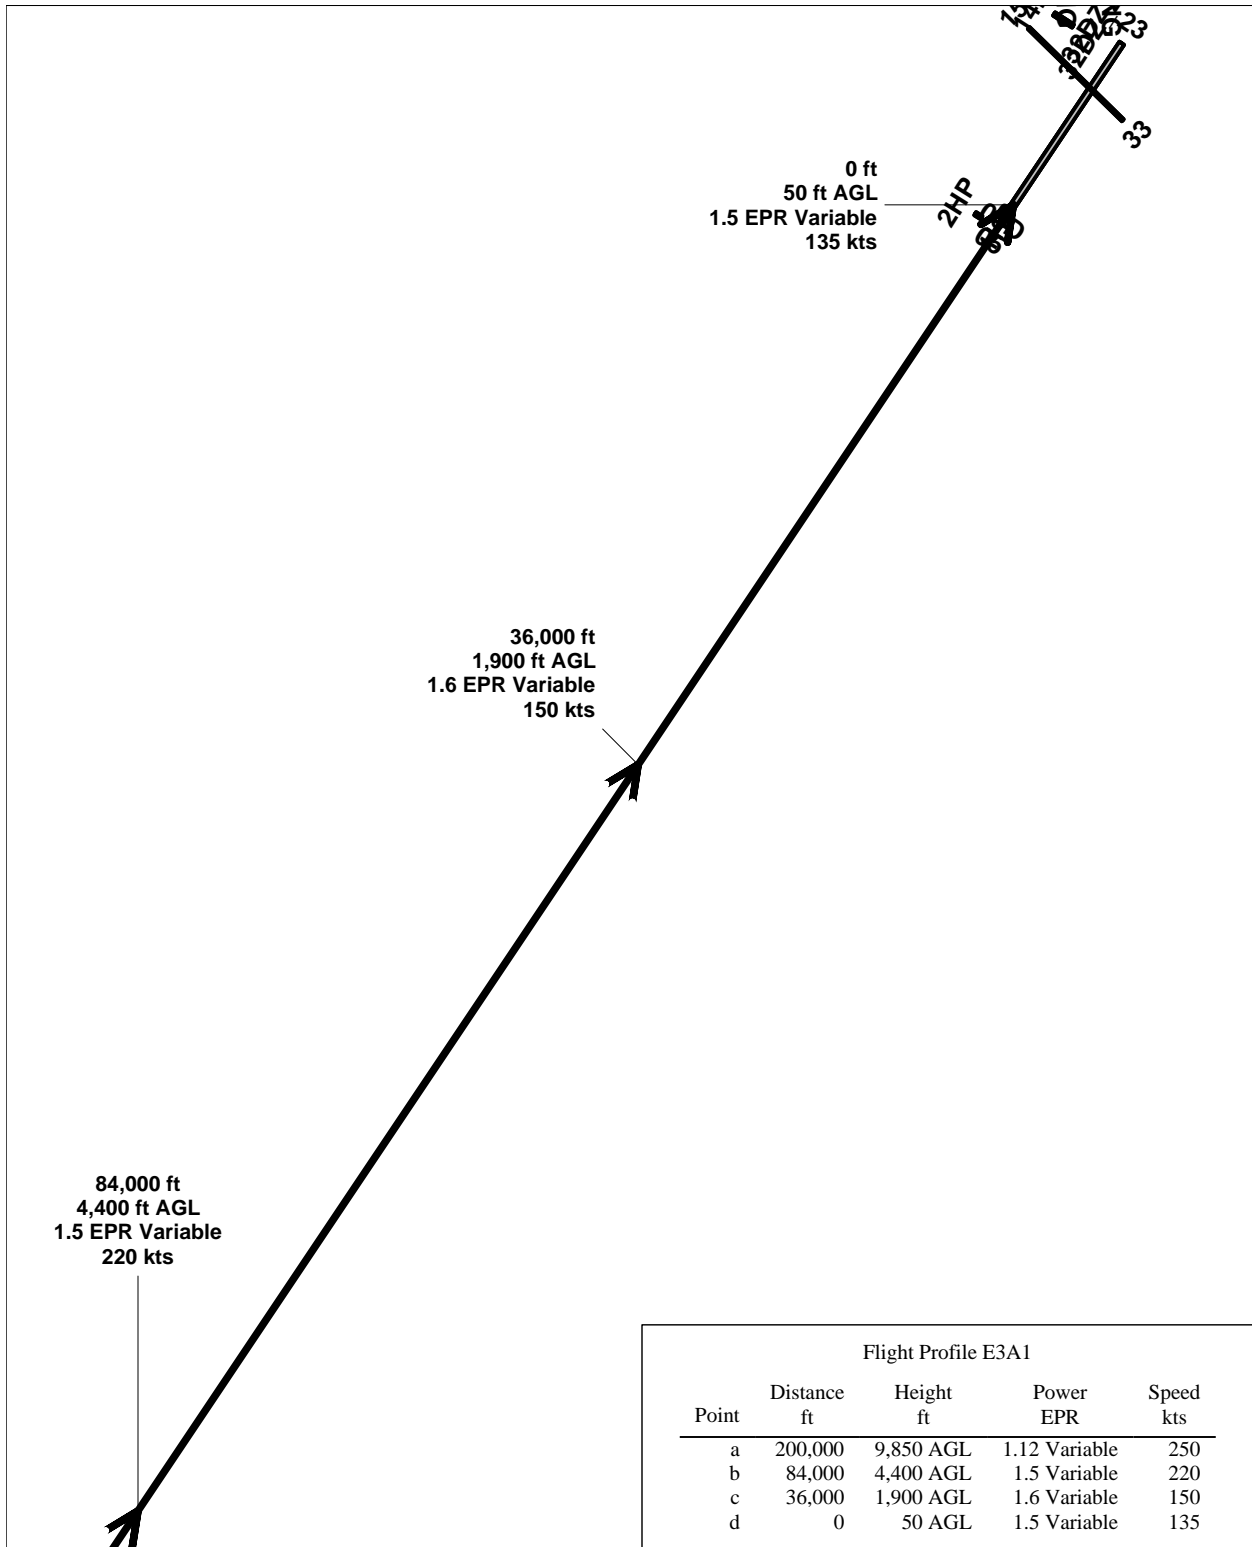 23
33
2HP
0 ft
50 ft AGL
1.5 EPR Variable
135 kts
36,000 ft
1,900 ft AGL
1.6 EPR Variable
150 kts
84,000 ft
4,400 ft AGL
1.5 EPR Variable
220 kts
Flight Profile E3A1
Point Distance ft Height ft Power EPR Speed kts
a 200,000 9,850 AGL 1.12 Variable 250
b 84,000 4,400 AGL 1.5 Variable 220
c 36,000 1,900 AGL 1.6 Variable 150
d 0 50 AGL 1.5 Variable 135